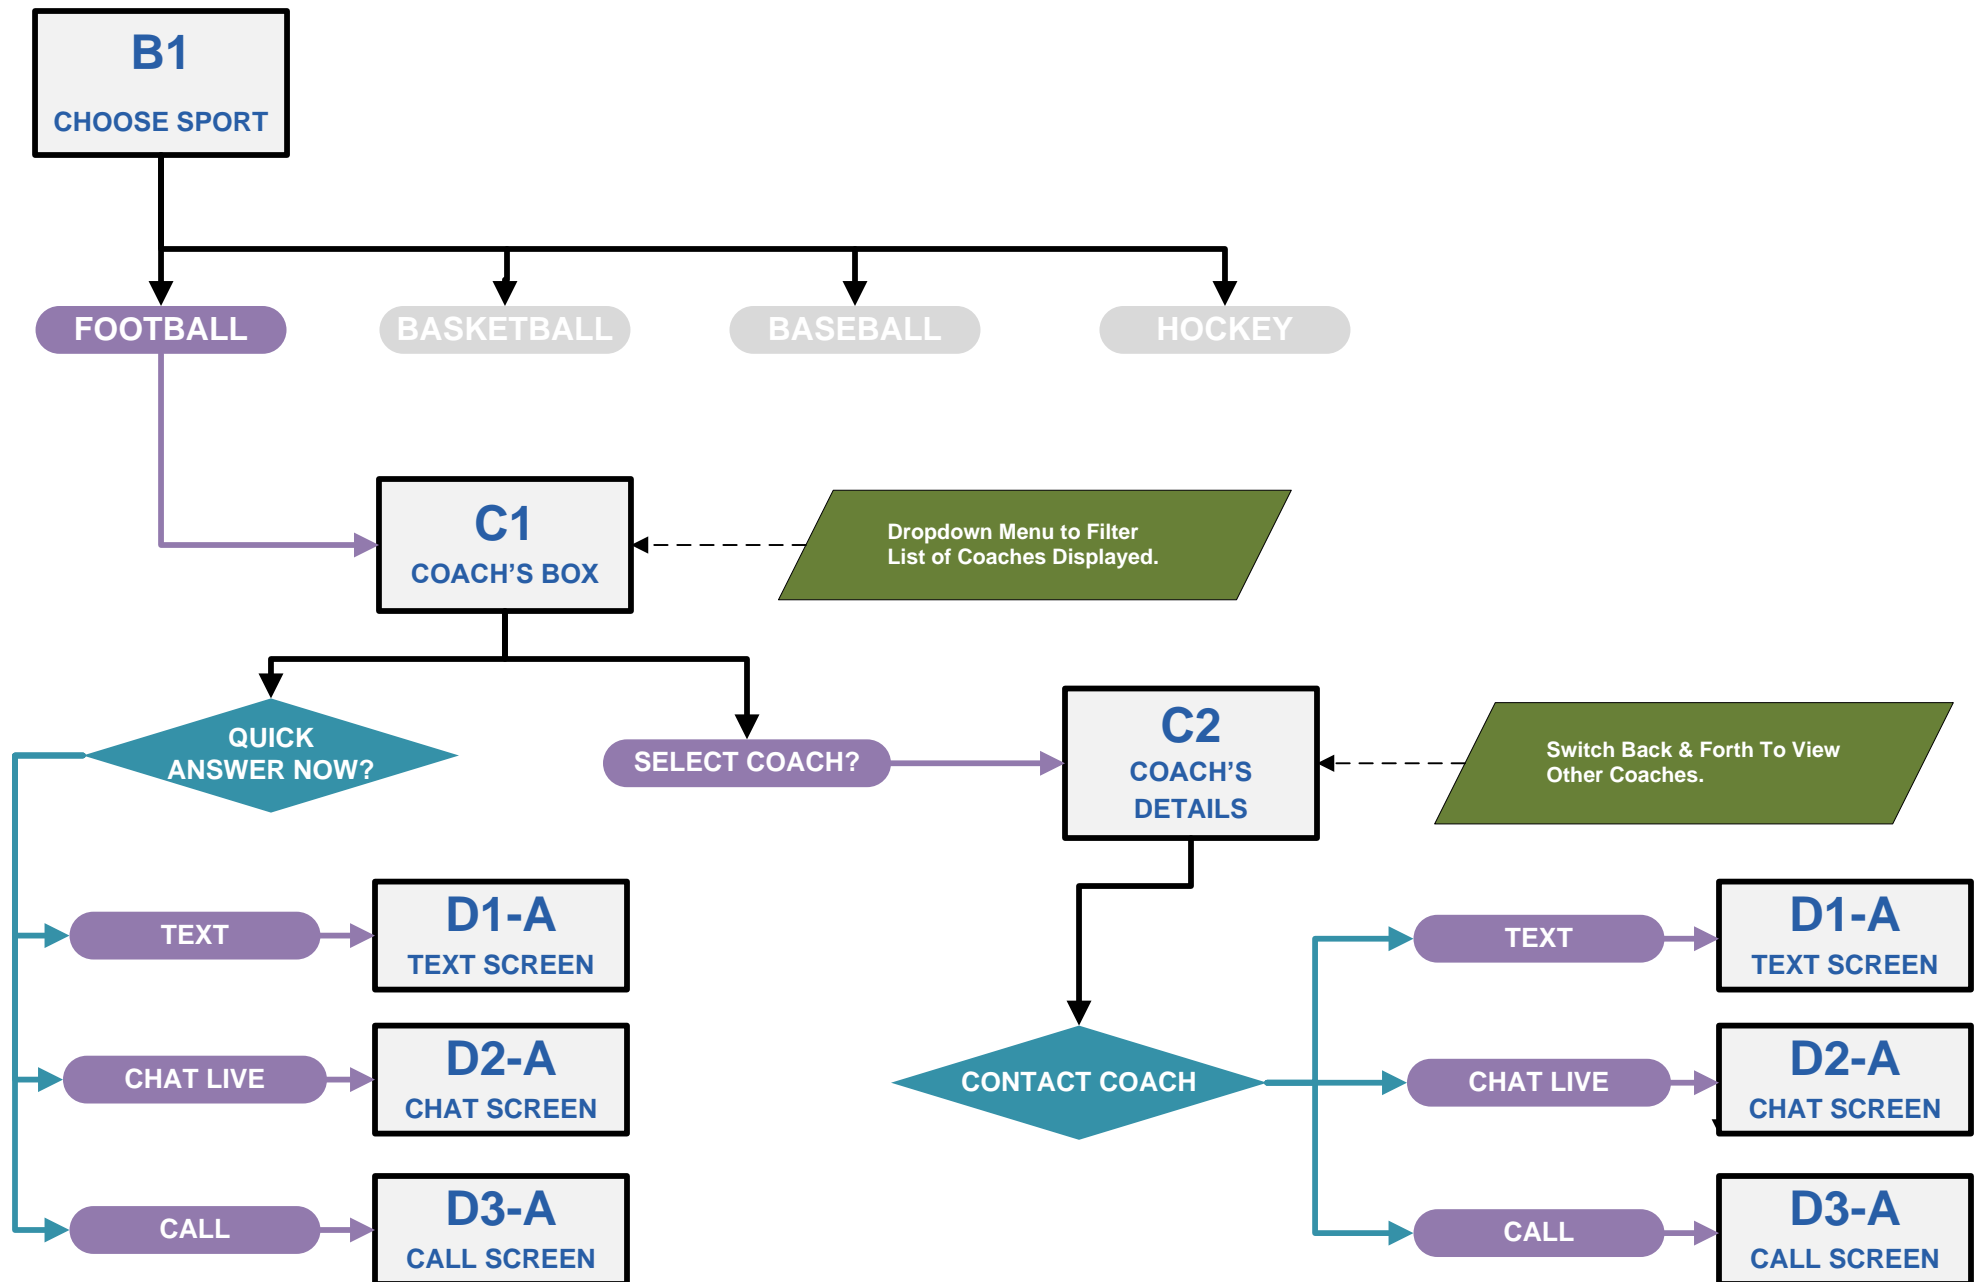 B1
CHOOSE SPORT
FOOTBALL
BASKETBALL
BASEBALL
HOCKEY
C1
COACH'S BOX
Dropdown Menu to Filter
List of Coaches Displayed.
QUICK
ANSWER NOW?
SELECT COACH?
C2
COACH'S
DETAILS
Switch Back & Forth To View
Other Coaches.
TEXT
D1-A
TEXT SCREEN
CHAT LIVE
D2-A
CHAT SCREEN
CALL
D3-A
CALL SCREEN
CONTACT COACH
TEXT
D1-A
TEXT SCREEN
CHAT LIVE
D2-A
CHAT SCREEN
CALL
D3-A
CALL SCREEN